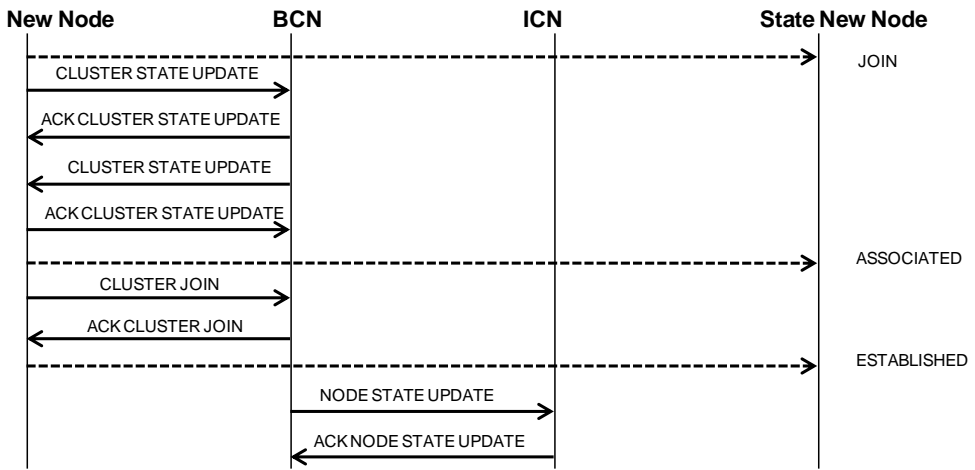 New Node BCN ICN State New Node
JOIN
CLUSTER STATE UPDATE
ACK CLUSTER STATE UPDATE
CLUSTER STATE UPDATE
ACK CLUSTER STATE UPDATE
ASSOCIATED
CLUSTER JOIN
ACK CLUSTER JOIN
ESTABLISHED
NODE STATE UPDATE
ACK NODE STATE UPDATE